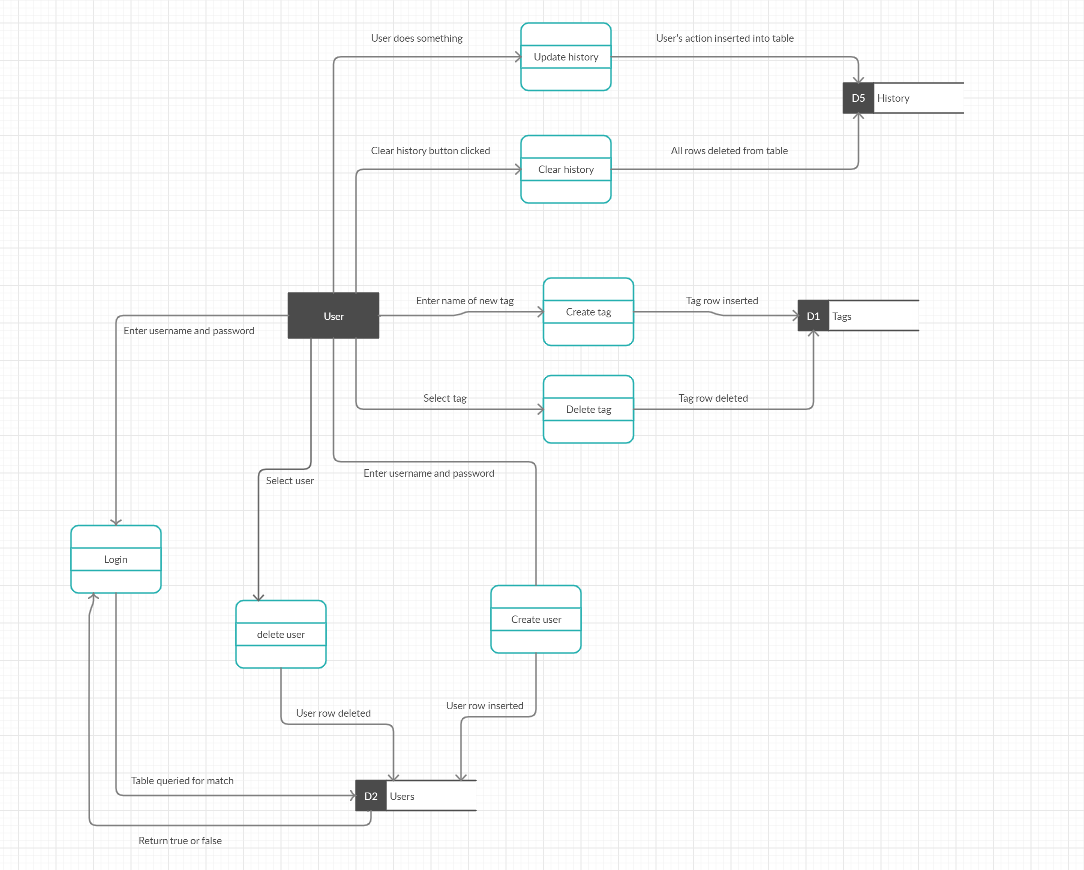 User does something
User's action inserted into table
Update history
D5 History
Clear history button clicked
All rows deleted from table
Clear history
Enter name of new tag
Tag row inserted
User
Create tag
D1 Tags
Enter username and password
Select tag
Tag row deleted
Delete tag
Enter username and password
Select user
Login
Create user
delete user
User row inserted
User row deleted
Table queried for match
D2 Users
Return true or false